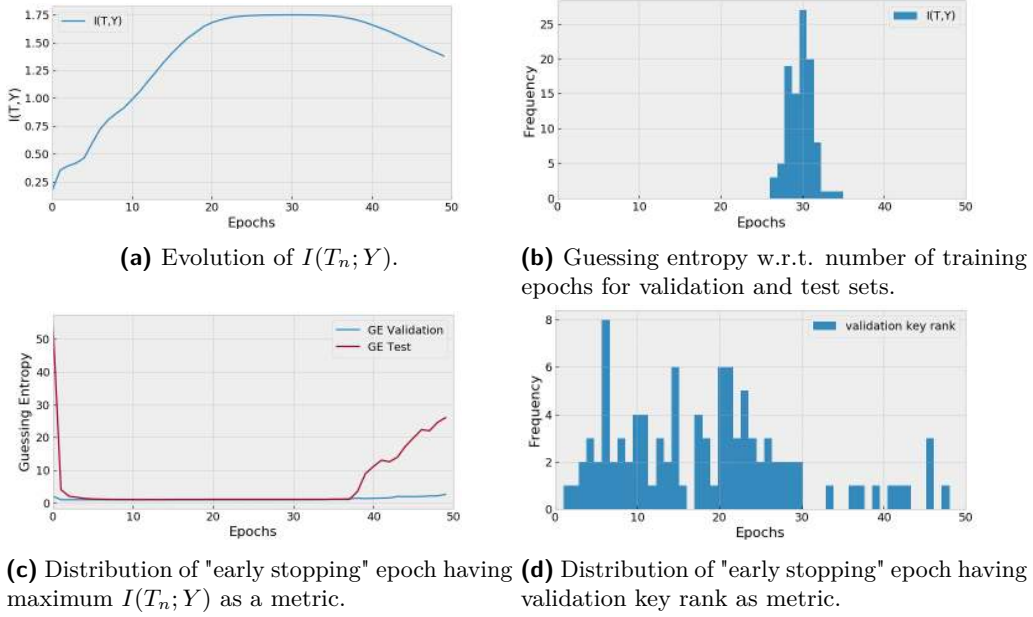 1.75
1.50
1.25
1.00
0.75
0.50
0.25
I(T,Y)
I(T,Y)
0 10 20 30 40 50
Epochs
(a) Evolution of I(Tₙ; Y).
25
20
15
10
5
0
Frequency
I(T,Y)
0 10 20 30 40 50
Epochs
(b) Guessing entropy w.r.t. number of training
epochs for validation and test sets.
50
40
30
20
10
0
Guessing Entropy
GE Validation
GE Test
0 10 20 30 40 50
Epochs
(c) Distribution of "early stopping" epoch having
maximum I(Tₙ; Y) as a metric.
8
6
4
2
0
Frequency
validation key rank
0 10 20 30 40 50
Epochs
(d) Distribution of "early stopping" epoch having
validation key rank as metric.